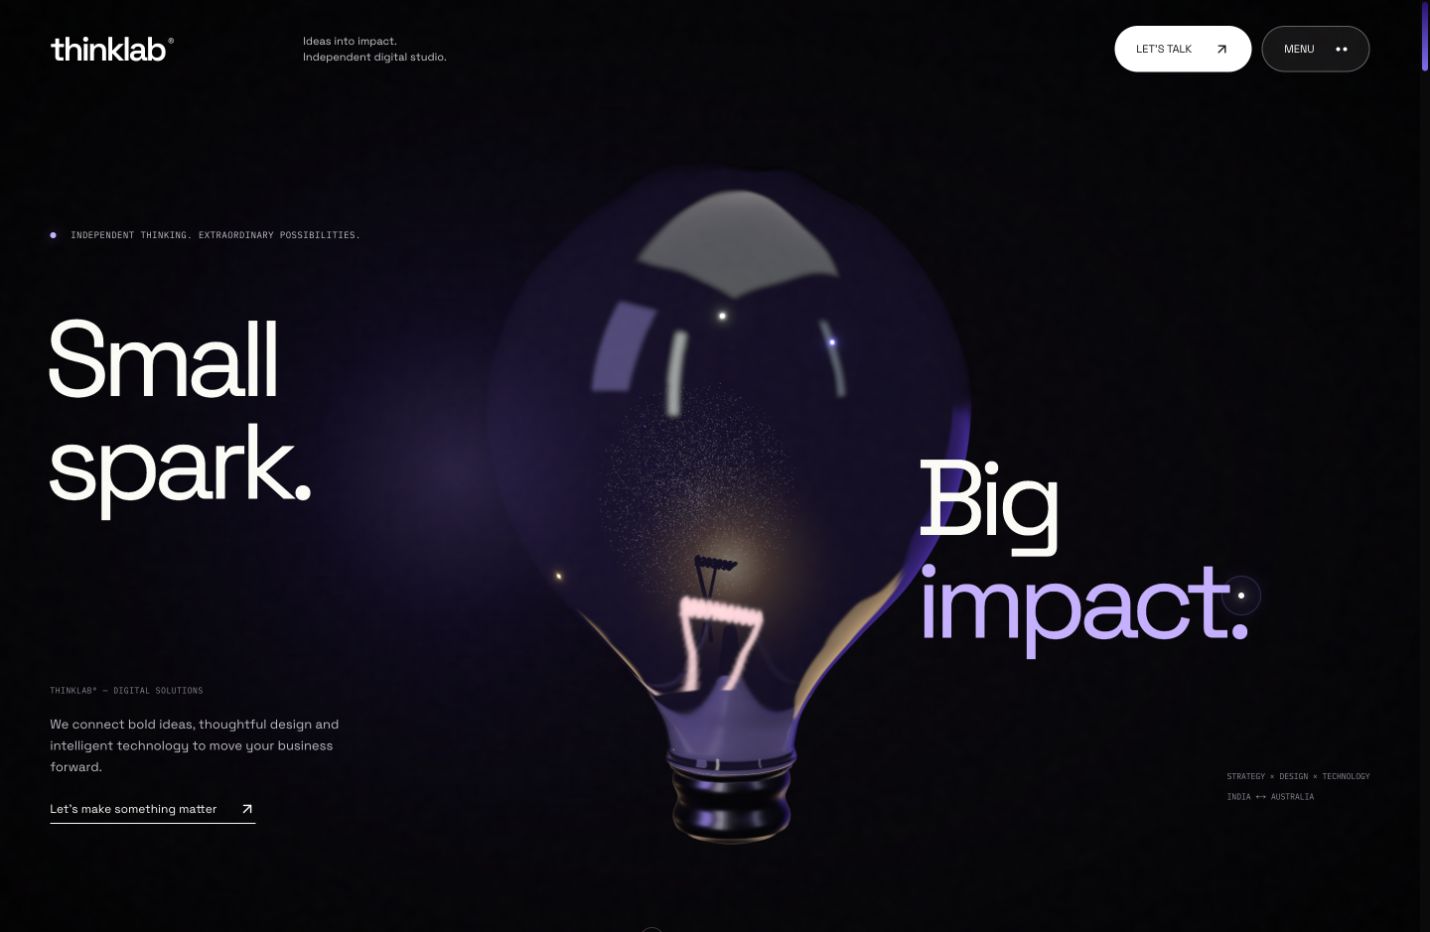 thinklab®
Ideas into impact.
Independent digital studio.
LET'S TALK
MENU
INDEPENDENT THINKING. EXTRAORDINARY POSSIBILITIES.
Small
spark.
Big
impact.
THINKLAB® — DIGITAL SOLUTIONS
We connect bold ideas, thoughtful design and
intelligent technology to move your business
forward.
Let's make something matter
STRATEGY × DESIGN × TECHNOLOGY
INDIA ⟷ AUSTRALIA